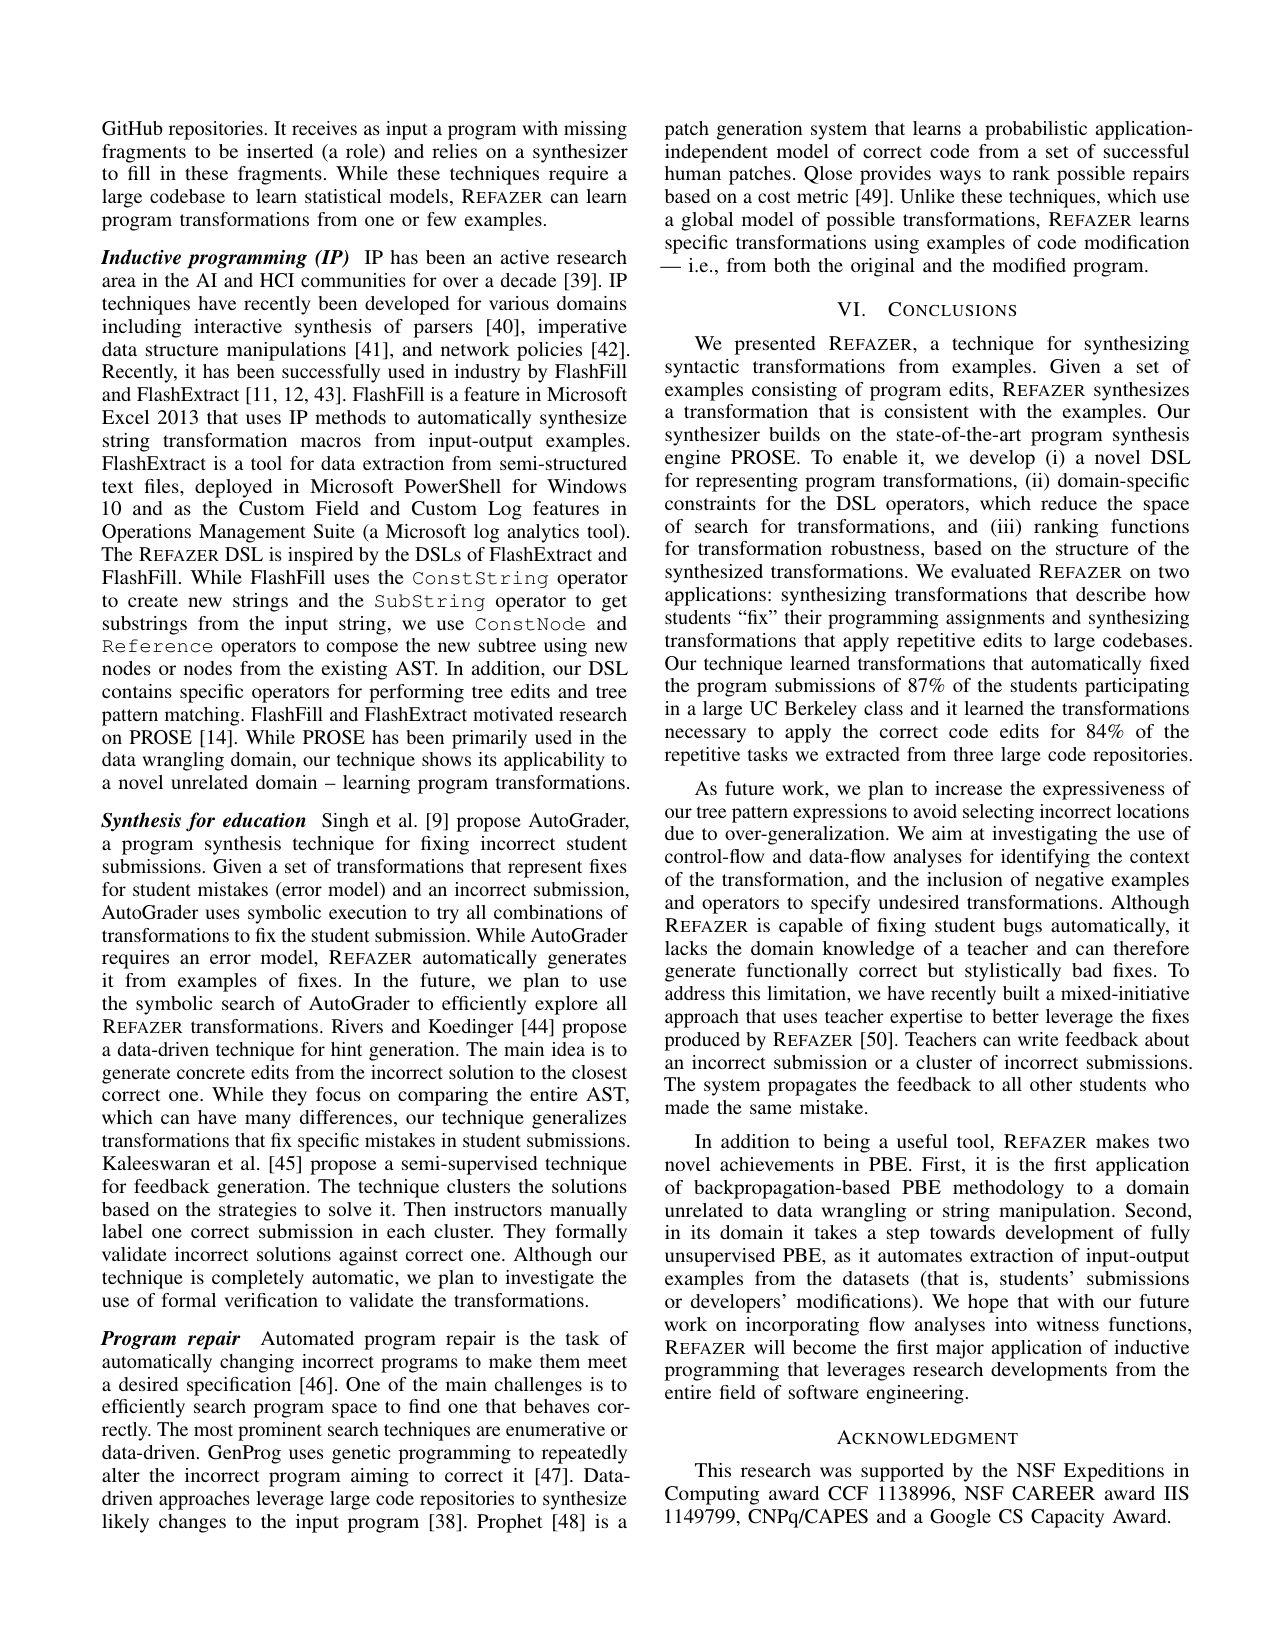 GitHub repositories. It receives as input a program with missing
fragments to be inserted (a role) and relies on a synthesizer
to fill in these fragments. While these techniques require a
large codebase to learn statistical models, REFAZER can learn
program transformations from one or few examples.
Inductive programming (IP) IP has been an active research
area in the AI and HCI communities for over a decade [39]. IP
techniques have recently been developed for various domains
including interactive synthesis of parsers [40], imperative
data structure manipulations [41], and network policies [42].
Recently, it has been successfully used in industry by FlashFill
and FlashExtract [11, 12, 43]. FlashFill is a feature in Microsoft
Excel 2013 that uses IP methods to automatically synthesize
string transformation macros from input-output examples.
FlashExtract is a tool for data extraction from semi-structured
text files, deployed in Microsoft PowerShell for Windows
10 and as the Custom Field and Custom Log features in
Operations Management Suite (a Microsoft log analytics tool).
The REFAZER DSL is inspired by the DSLs of FlashExtract and
FlashFill. While FlashFill uses the ConstString operator
to create new strings and the SubString operator to get
substrings from the input string, we use ConstNode and
Reference operators to compose the new subtree using new
nodes or nodes from the existing AST. In addition, our DSL
contains specific operators for performing tree edits and tree
pattern matching. FlashFill and FlashExtract motivated research
on PROSE [14]. While PROSE has been primarily used in the
data wrangling domain, our technique shows its applicability to
a novel unrelated domain – learning program transformations.
Synthesis for education Singh et al. [9] propose AutoGrader,
a program synthesis technique for fixing incorrect student
submissions. Given a set of transformations that represent fixes
for student mistakes (error model) and an incorrect submission,
AutoGrader uses symbolic execution to try all combinations of
transformations to fix the student submission. While AutoGrader
requires an error model, REFAZER automatically generates
it from examples of fixes. In the future, we plan to use
the symbolic search of AutoGrader to efficiently explore all
REFAZER transformations. Rivers and Koedinger [44] propose
a data-driven technique for hint generation. The main idea is to
generate concrete edits from the incorrect solution to the closest
correct one. While they focus on comparing the entire AST,
which can have many differences, our technique generalizes
transformations that fix specific mistakes in student submissions.
Kaleeswaran et al. [45] propose a semi-supervised technique
for feedback generation. The technique clusters the solutions
based on the strategies to solve it. Then instructors manually
label one correct submission in each cluster. They formally
validate incorrect solutions against correct one. Although our
technique is completely automatic, we plan to investigate the
use of formal verification to validate the transformations.
Program repair Automated program repair is the task of
automatically changing incorrect programs to make them meet
a desired specification [46]. One of the main challenges is to
efficiently search program space to find one that behaves cor-
rectly. The most prominent search techniques are enumerative or
data-driven. GenProg uses genetic programming to repeatedly
alter the incorrect program aiming to correct it [47]. Data-
driven approaches leverage large code repositories to synthesize
likely changes to the input program [38]. Prophet [48] is a
patch generation system that learns a probabilistic application-
independent model of correct code from a set of successful
human patches. Qlose provides ways to rank possible repairs
based on a cost metric [49]. Unlike these techniques, which use
a global model of possible transformations, REFAZER learns
specific transformations using examples of code modification
— i.e., from both the original and the modified program.
VI. CONCLUSIONS
We presented REFAZER, a technique for synthesizing
syntactic transformations from examples. Given a set of
examples consisting of program edits, REFAZER synthesizes
a transformation that is consistent with the examples. Our
synthesizer builds on the state-of-the-art program synthesis
engine PROSE. To enable it, we develop (i) a novel DSL
for representing program transformations, (ii) domain-specific
constraints for the DSL operators, which reduce the space
of search for transformations, and (iii) ranking functions
for transformation robustness, based on the structure of the
synthesized transformations. We evaluated REFAZER on two
applications: synthesizing transformations that describe how
students “fix” their programming assignments and synthesizing
transformations that apply repetitive edits to large codebases.
Our technique learned transformations that automatically fixed
the program submissions of 87% of the students participating
in a large UC Berkeley class and it learned the transformations
necessary to apply the correct code edits for 84% of the
repetitive tasks we extracted from three large code repositories.
As future work, we plan to increase the expressiveness of
our tree pattern expressions to avoid selecting incorrect locations
due to over-generalization. We aim at investigating the use of
control-flow and data-flow analyses for identifying the context
of the transformation, and the inclusion of negative examples
and operators to specify undesired transformations. Although
REFAZER is capable of fixing student bugs automatically, it
lacks the domain knowledge of a teacher and can therefore
generate functionally correct but stylistically bad fixes. To
address this limitation, we have recently built a mixed-initiative
approach that uses teacher expertise to better leverage the fixes
produced by REFAZER [50]. Teachers can write feedback about
an incorrect submission or a cluster of incorrect submissions.
The system propagates the feedback to all other students who
made the same mistake.
In addition to being a useful tool, REFAZER makes two
novel achievements in PBE. First, it is the first application
of backpropagation-based PBE methodology to a domain
unrelated to data wrangling or string manipulation. Second,
in its domain it takes a step towards development of fully
unsupervised PBE, as it automates extraction of input-output
examples from the datasets (that is, students’ submissions
or developers’ modifications). We hope that with our future
work on incorporating flow analyses into witness functions,
REFAZER will become the first major application of inductive
programming that leverages research developments from the
entire field of software engineering.
ACKNOWLEDGMENT
This research was supported by the NSF Expeditions in
Computing award CCF 1138996, NSF CAREER award IIS
1149799, CNPq/CAPES and a Google CS Capacity Award.